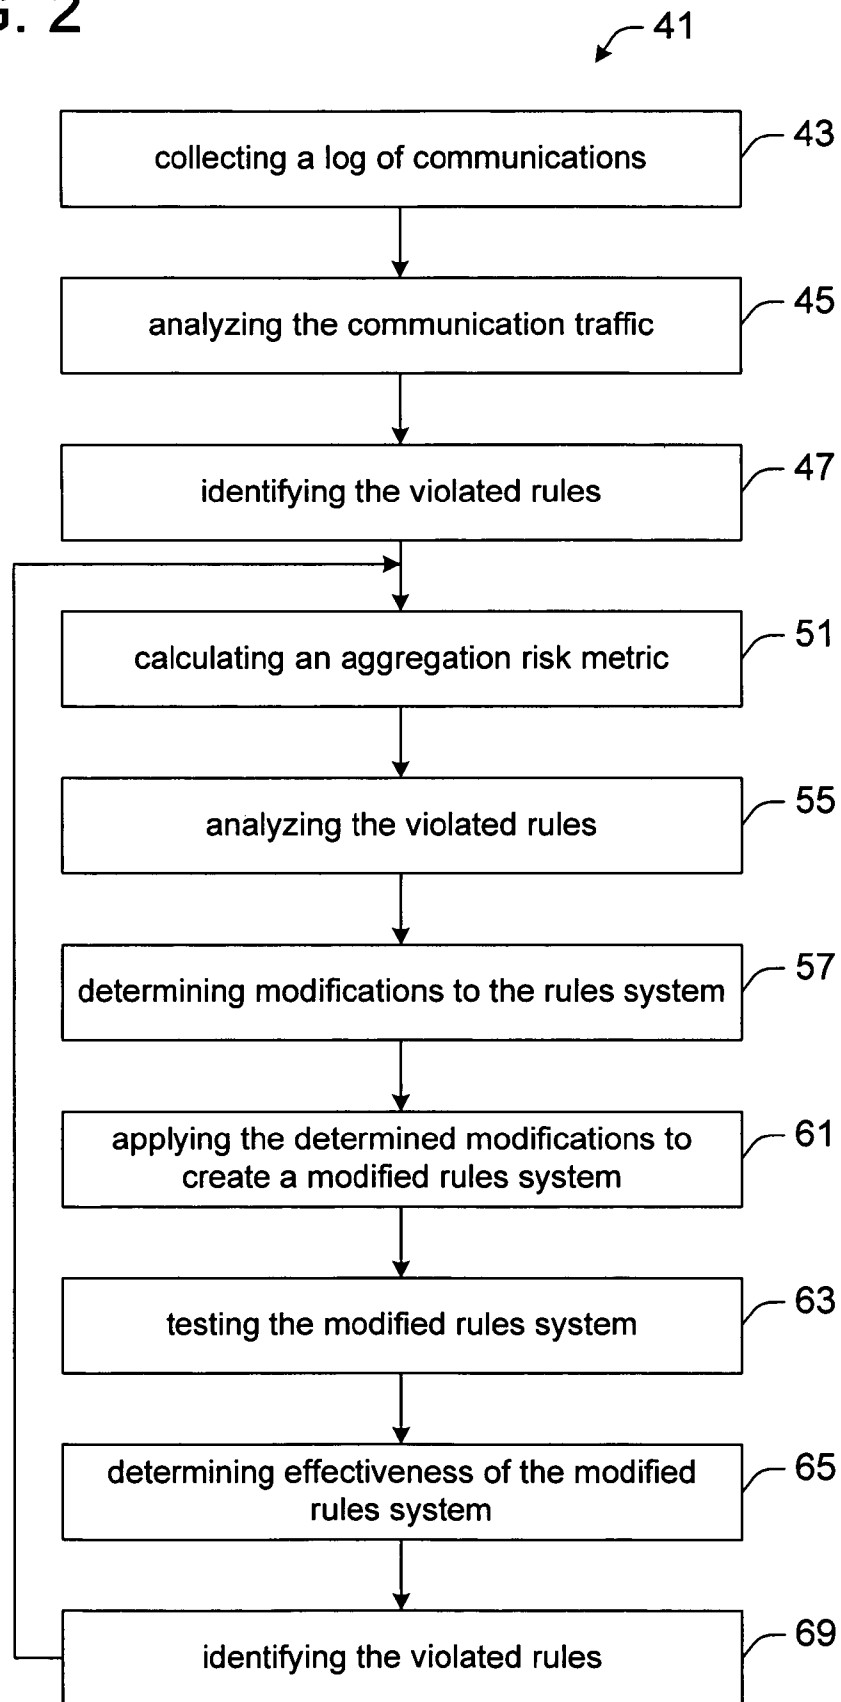 G. 2
41
collecting a log of communications
43
analyzing the communication traffic
45
identifying the violated rules
47
calculating an aggregation risk metric
51
analyzing the violated rules
55
determining modifications to the rules system
57
applying the determined modifications to
create a modified rules system
61
testing the modified rules system
63
determining effectiveness of the modified
rules system
65
identifying the violated rules
69